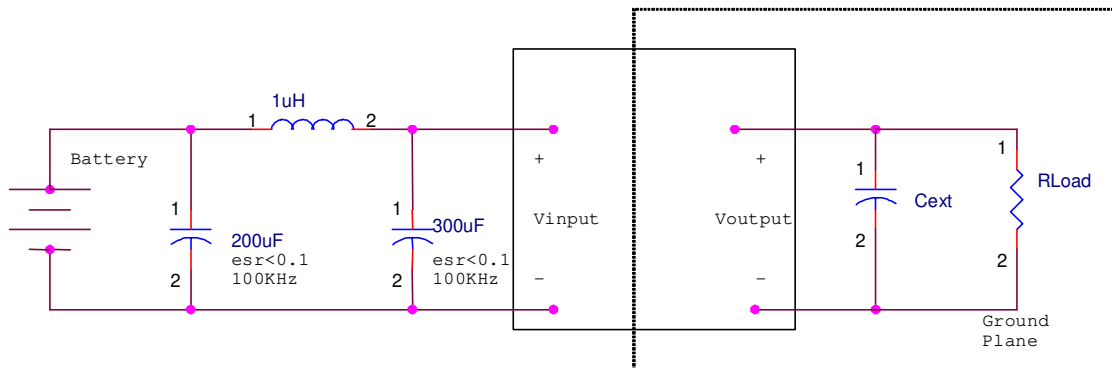 1uH
1 2
Battery
+
-
Vinput
+
-
Voutput
1
2
200uF
esr<0.1
100KHz
1
2
300uF
esr<0.1
100KHz
1
2
Cext
1
2
RLoad
Ground
Plane